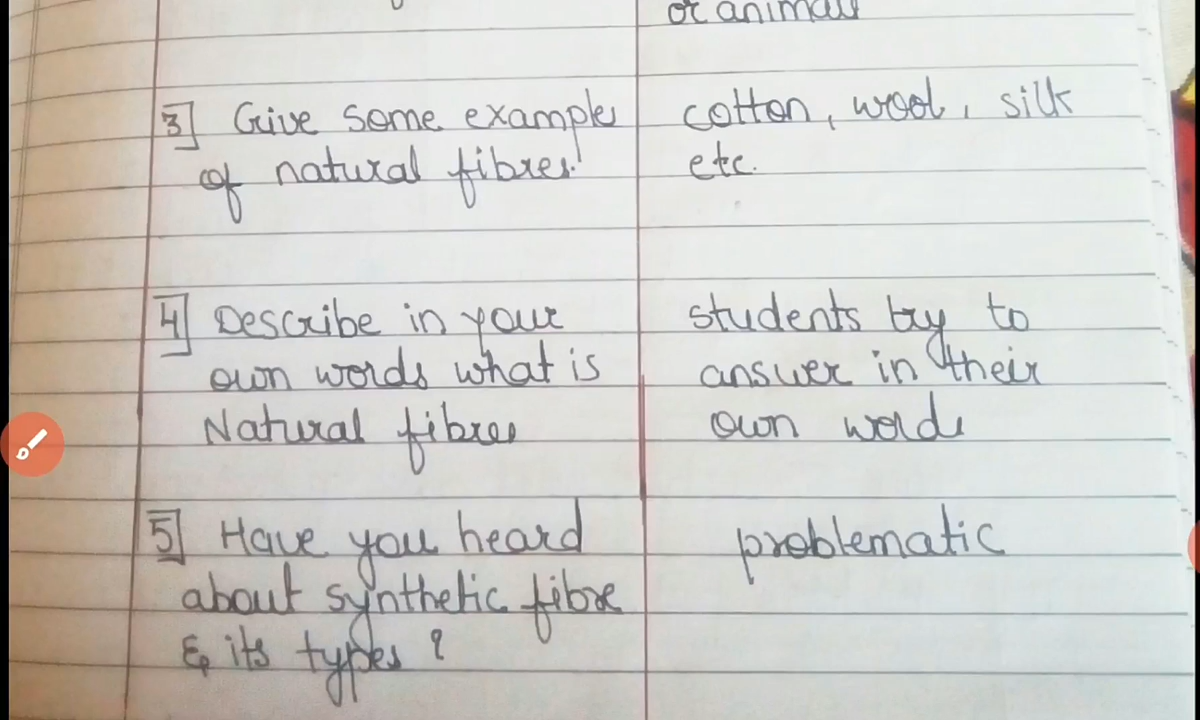 or animals
3] Give some example
of natural fibres.
cotton, wool, silk
etc.
4] Describe in your
own words what is
Natural fibres
students try to
answer in their
own words
5] Have you heard
about synthetic fibre
& its types ?
problematic